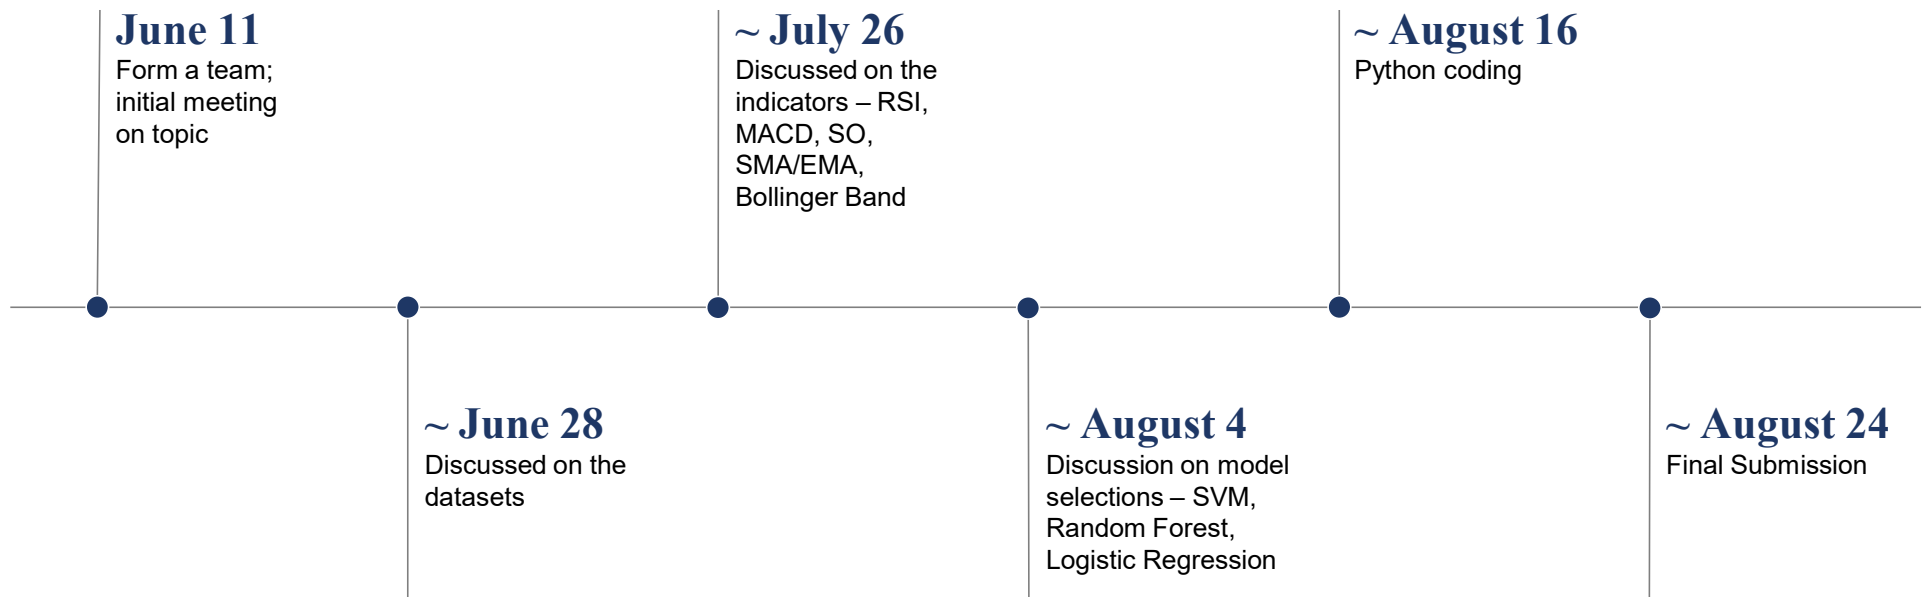 June 11
Form a team;
initial meeting
on topic
~ June 28
Discussed on the
datasets
~ July 26
Discussed on the
indicators – RSI,
MACD, SO,
SMA/EMA,
Bollinger Band
~ August 4
Discussion on model
selections – SVM,
Random Forest,
Logistic Regression
~ August 16
Python coding
~ August 24
Final Submission